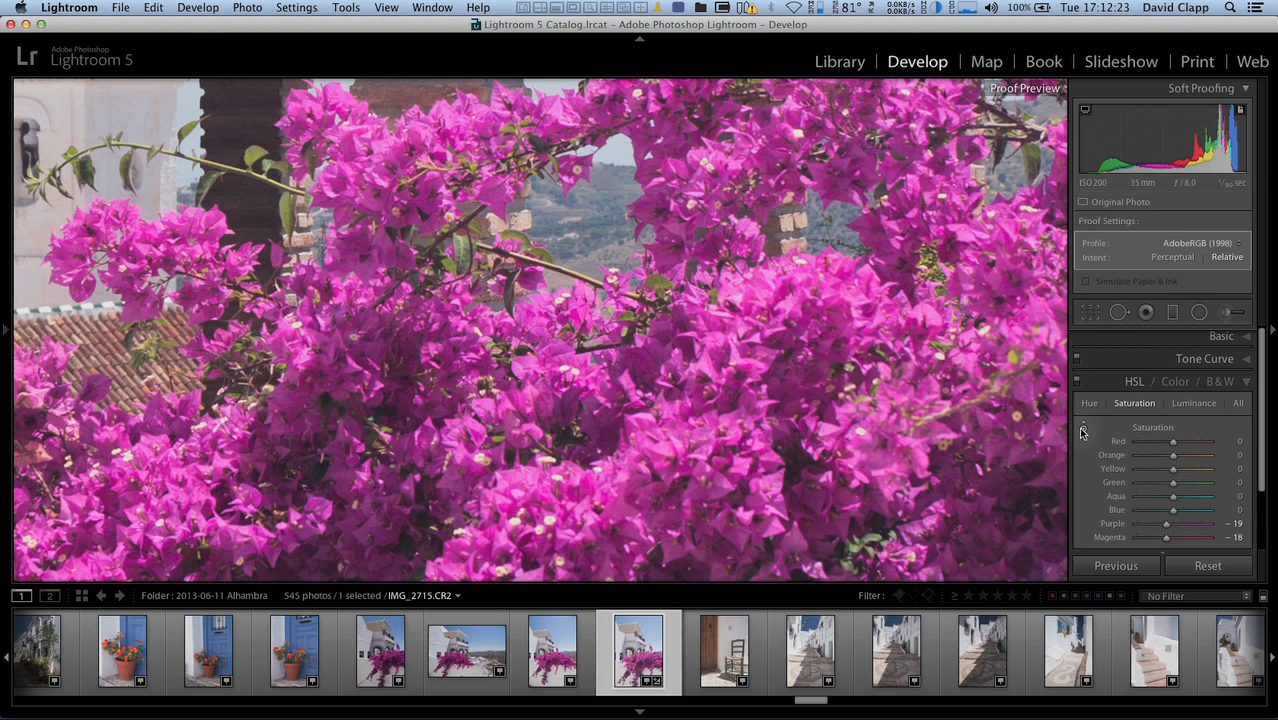 Lightroom File Edit Develop Photo Settings Tools View Window Help 81° 0.0KB/s 0.0KB/s 100% Tue 17:12:23 David Clapp
Lightroom 5 Catalog.lrcat – Adobe Photoshop Lightroom – Develop
Lr Adobe Photoshop
Lightroom 5
Library | Develop | Map | Book | Slideshow | Print | Web
Proof Preview
Soft Proofing
ISO 200 35 mm ƒ / 8.0 sec
Original Photo
Proof Settings :
Profile : AdobeRGB (1998)
Intent : Perceptual Relative
Simulate Paper & Ink
Basic
Tone Curve
HSL / Color / B & W
Hue Saturation Luminance All
Saturation
Red 0
Orange 0
Yellow 0
Green 0
Aqua 0
Blue 0
Purple – 19
Magenta – 18
Previous Reset
1 2 Folder : 2013-06-11 Alhambra 545 photos / 1 selected / IMG_2715.CR2 Filter : No Filter